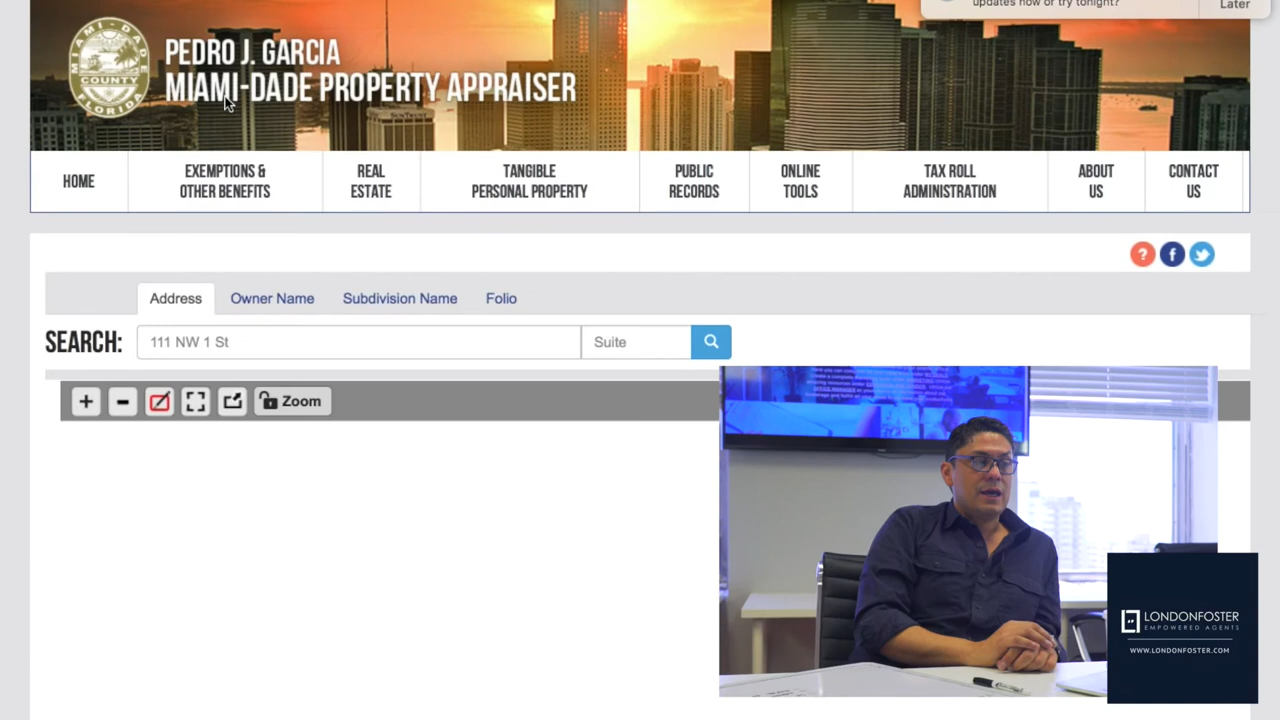 updates now or try tonight?
Later
MIAMI-DADE
COUNTY
FLORIDA
PEDRO J. GARCIA
MIAMI-DADE PROPERTY APPRAISER
SUNTRUST
HOME
EXEMPTIONS &
OTHER BENEFITS
REAL
ESTATE
TANGIBLE
PERSONAL PROPERTY
PUBLIC
RECORDS
ONLINE
TOOLS
TAX ROLL
ADMINISTRATION
ABOUT
US
CONTACT
US
? f
Address Owner Name Subdivision Name Folio
SEARCH: 111 NW 1 St Suite
Zoom
LONDONFOSTER
EMPOWERED AGENTS
WWW.LONDONFOSTER.COM